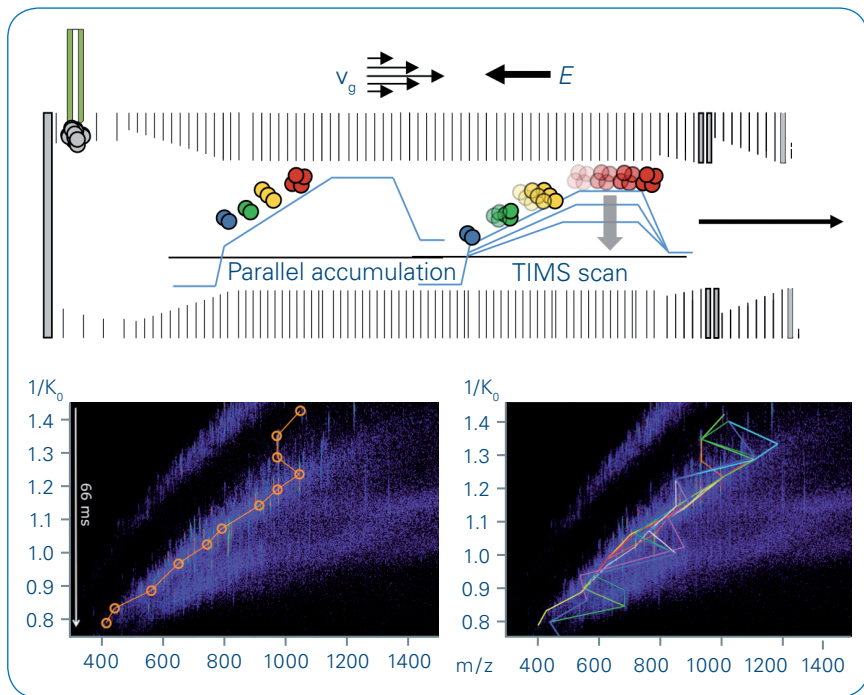 v_g E
Parallel accumulation TIMS scan
1/K₀ 1/K₀
1.4 1.4
1.3 1.3
1.2 1.2
66 ms
1.1 1.1
1.0 1.0
0.9 0.9
0.8 0.8
400 600 800 1000 1200 1400 m/z 400 600 800 1000 1200 1400